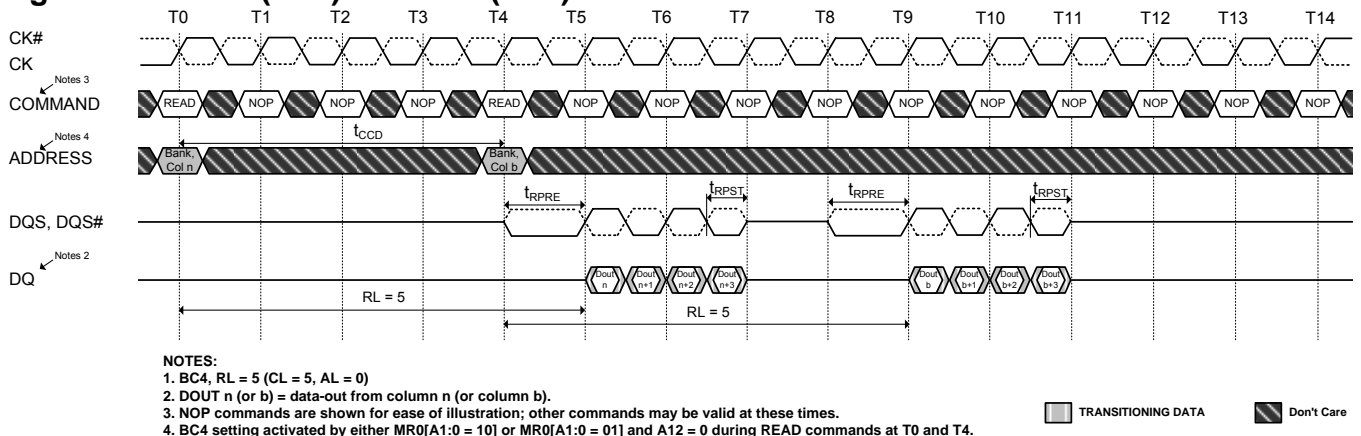 T0 T1 T2 T3 T4 T5 T6 T7 T8 T9 T10 T11 T12 T13 T14
CK#
CK
Notes 3
COMMAND READ NOP NOP NOP READ NOP NOP NOP NOP NOP NOP NOP NOP NOP NOP
tCCD
Notes 4
ADDRESS
Bank, Col n
Bank, Col b
tRPRE tRPST tRPRE tRPST
DQS, DQS#
Notes 2
DQ
Dout n Dout n+1 Dout n+2 Dout n+3
Dout b Dout b+1 Dout b+2 Dout b+3
RL = 5
RL = 5
NOTES:
1. BC4, RL = 5 (CL = 5, AL = 0)
2. DOUT n (or b) = data-out from column n (or column b).
3. NOP commands are shown for ease of illustration; other commands may be valid at these times.
4. BC4 setting activated by either MR0[A1:0 = 10] or MR0[A1:0 = 01] and A12 = 0 during READ commands at T0 and T4.
TRANSITIONING DATA
Don't Care